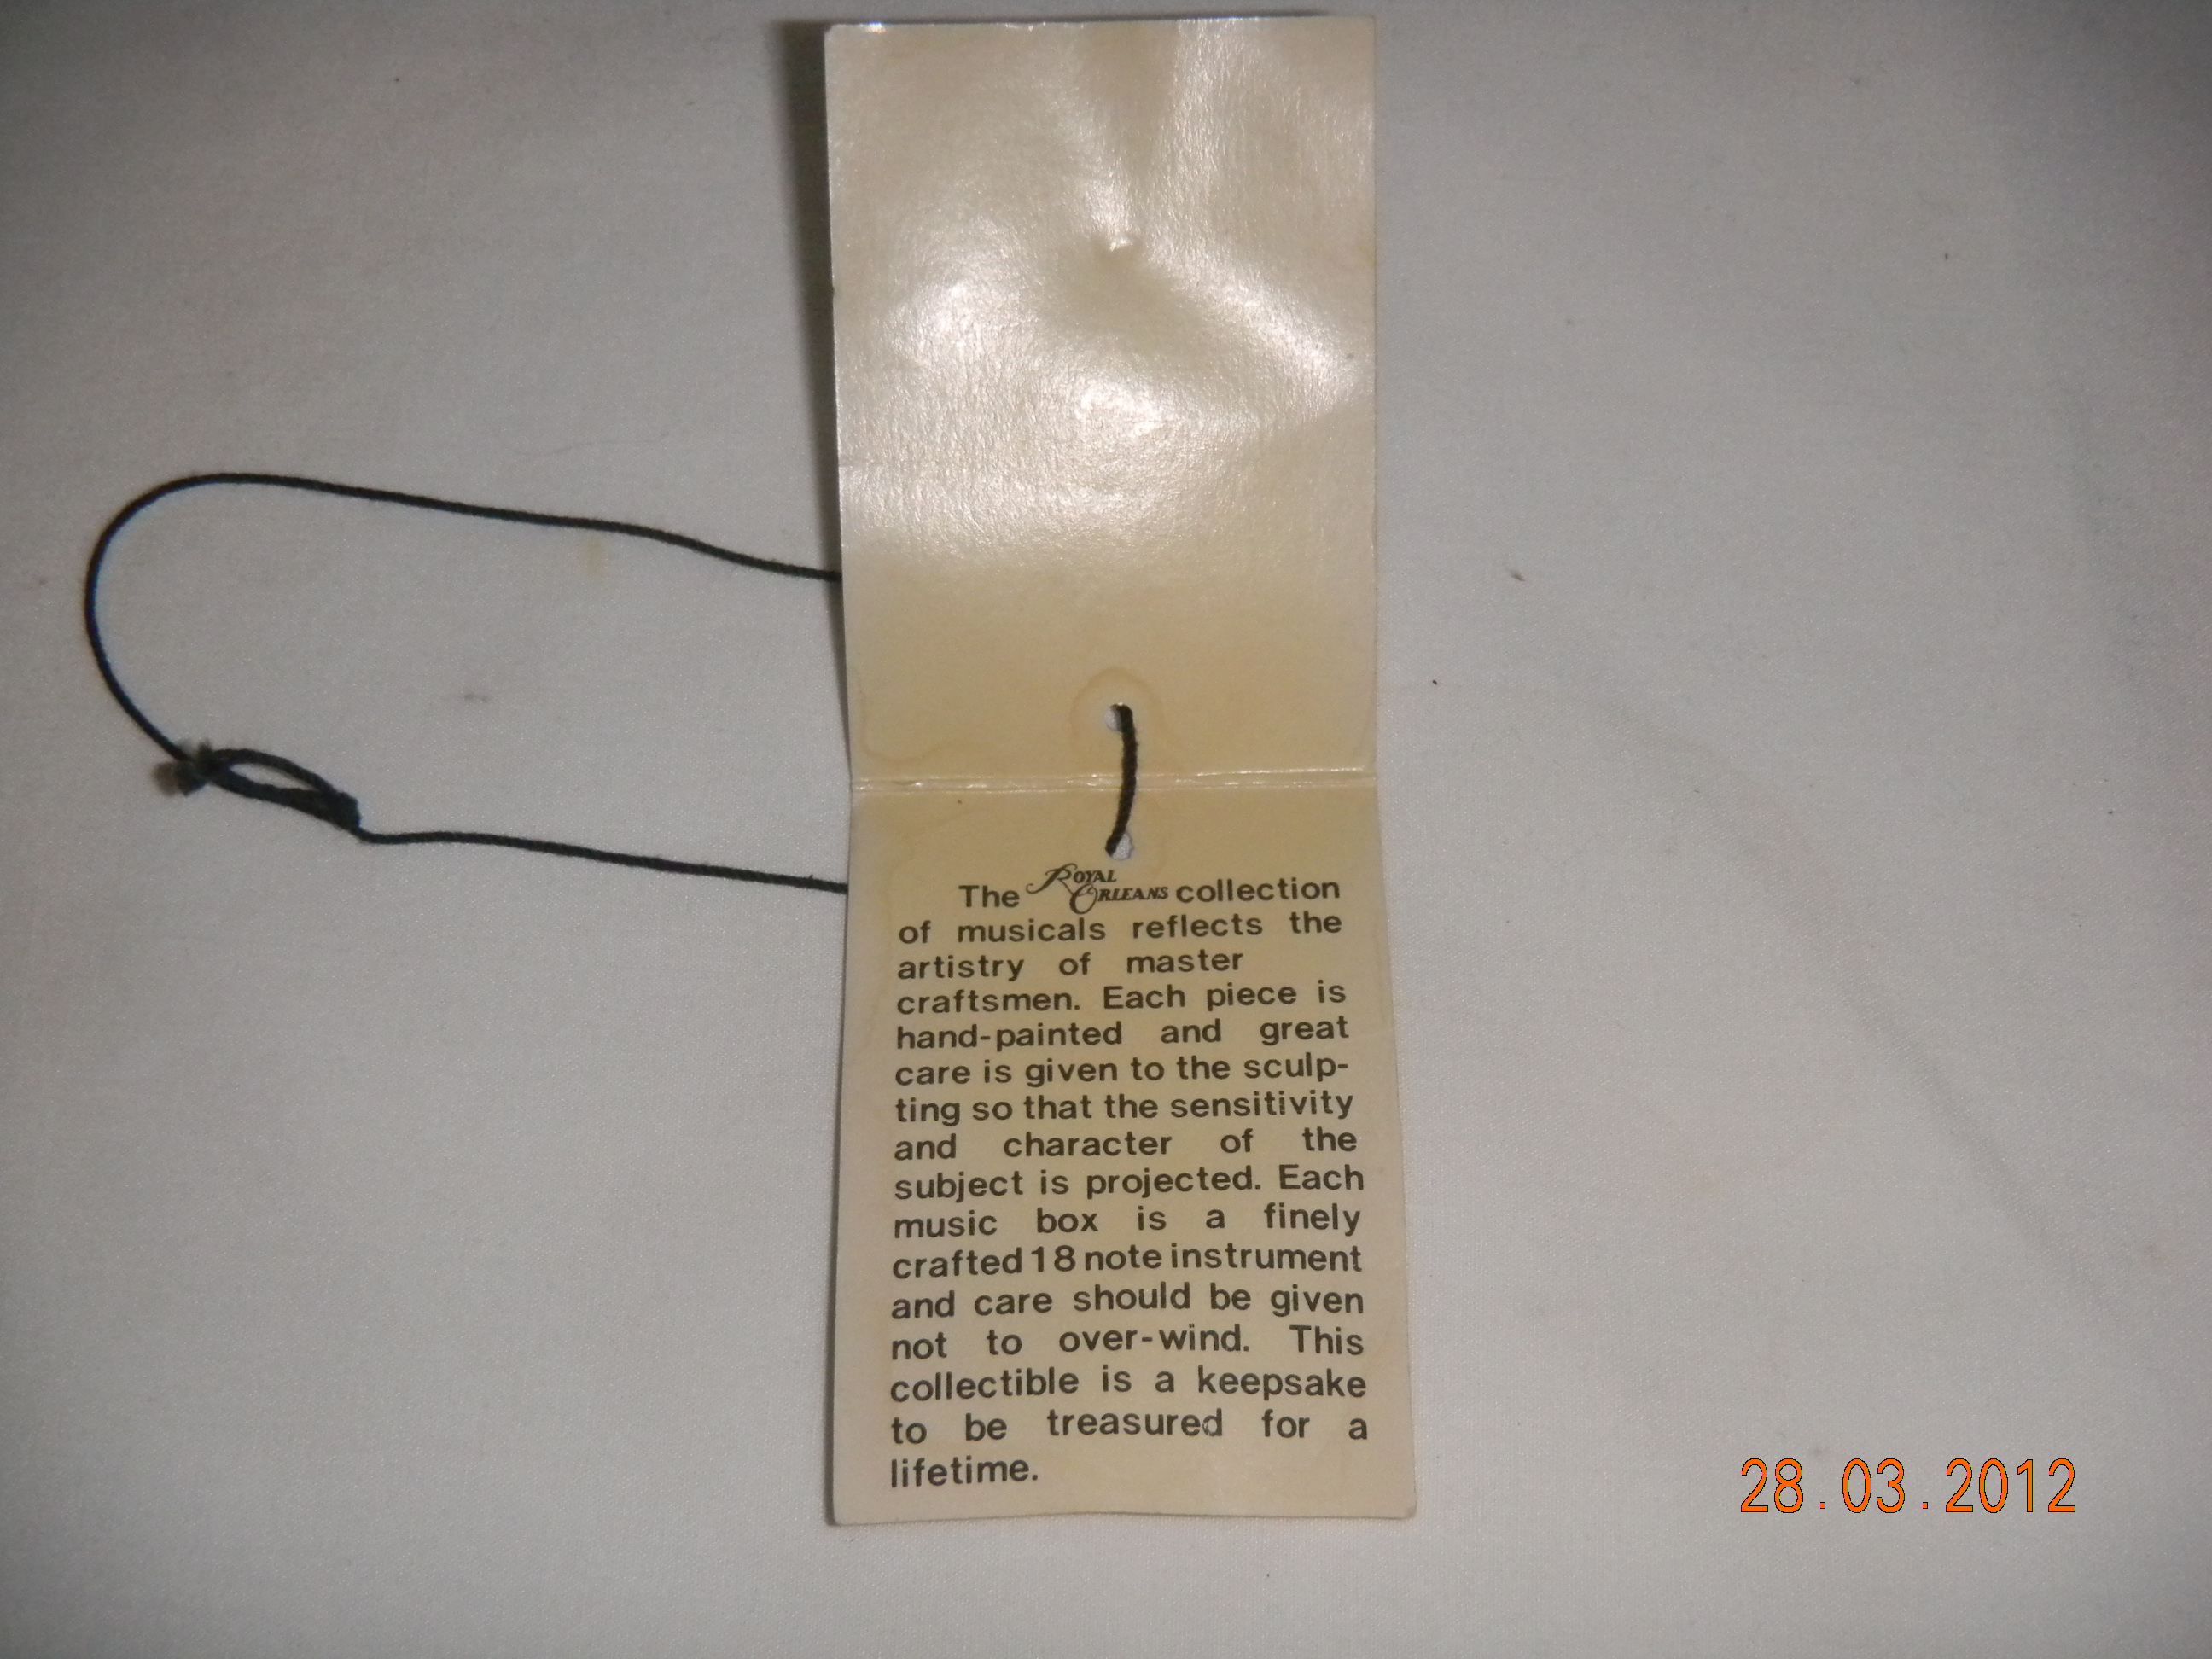 The ROYAL ORLEANS collection
of musicals reflects the
artistry of master
craftsmen. Each piece is
hand-painted and great
care is given to the sculp-
ting so that the sensitivity
and character of the
subject is projected. Each
music box is a finely
crafted 18 note instrument
and care should be given
not to over-wind. This
collectible is a keepsake
to be treasured for a
lifetime.
28.03.2012